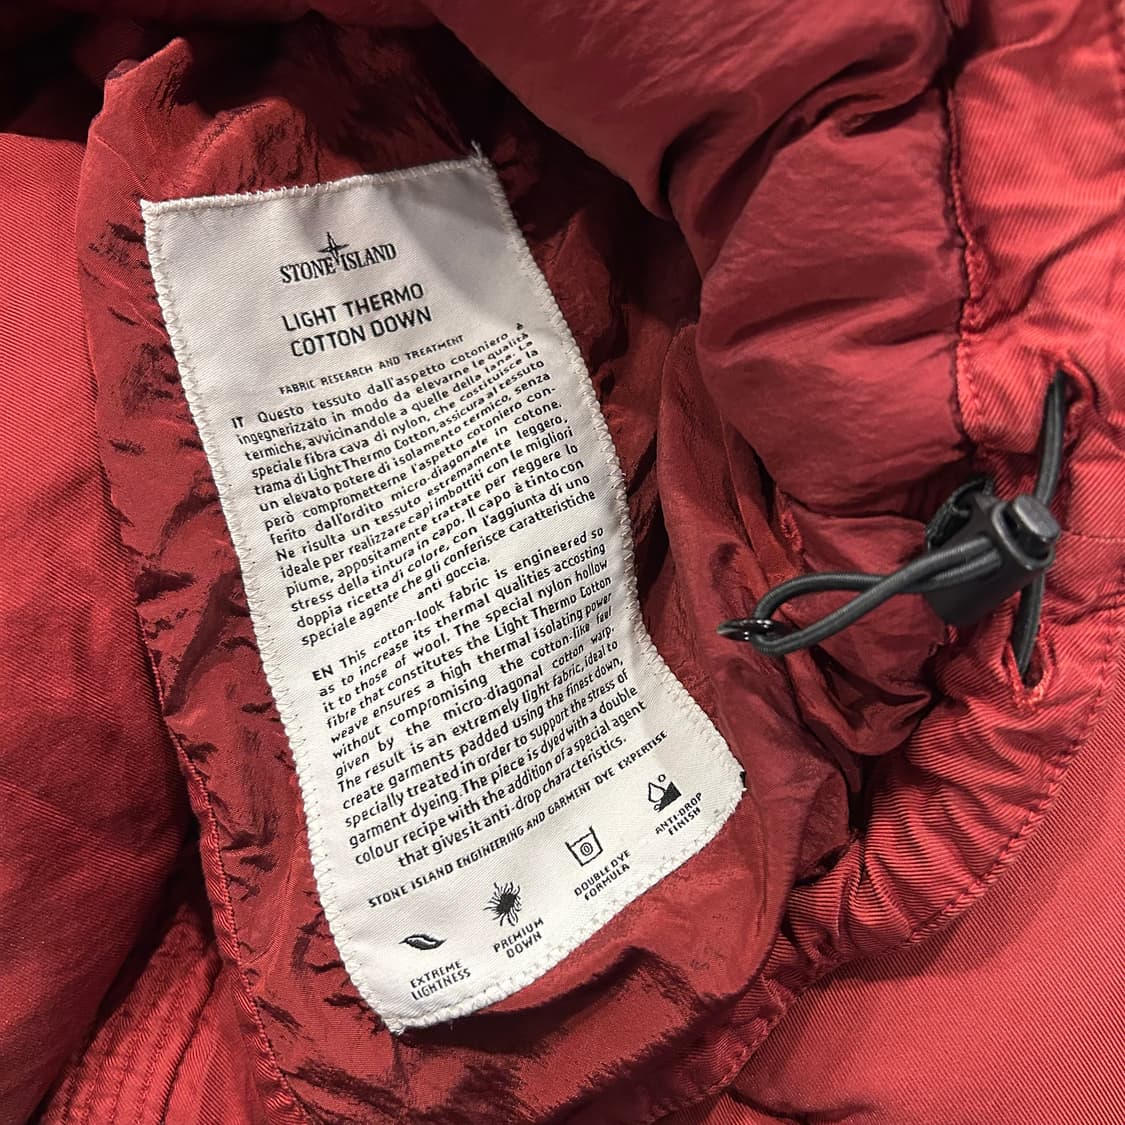 STONE ISLAND
LIGHT THERMO
COTTON DOWN
FABRIC RESEARCH AND TREATMENT
IT Questo tessuto dall'aspetto cotoniero è
ingegnerizzato in modo da elevarne le qualità
termiche, avvicinandole a quelle della lana. La
speciale fibra cava di nylon, che costituisce la
trama di Light Thermo Cotton, assicura al tessuto
un elevato potere di isolamento termico, senza
però comprometterne l'aspetto cotoniero con-
ferito dall'ordito micro-diagonale in cotone.
Ne risulta un tessuto estremamente leggero,
ideale per realizzare capi imbottiti con le migliori
piume, appositamente trattate per reggere lo
stress della tintura in capo. Il capo è tinto con
doppia ricetta di colore, con l'aggiunta di uno
speciale agente che gli conferisce caratteristiche
anti goccia.
EN This cotton-look fabric is engineered so
as to increase its thermal qualities accosting
it to those of wool. The special nylon hollow
fibre that constitutes the Light Thermo Cotton
weave ensures a high thermal isolating power
without compromising the cotton-like feel
given by the micro-diagonal cotton warp.
The result is an extremely light fabric, ideal to
create garments padded using the finest down,
specially treated in order to support the stress of
garment dyeing. The piece is dyed with a double
colour recipe with the addition of a special agent
that gives it anti-drop characteristics.
STONE ISLAND ENGINEERING AND GARMENT DYE EXPERTISE
EXTREME
LIGHTNESS
PREMIUM
DOWN
DOUBLE DYE
FORMULA
ANTI-DROP
FINISH